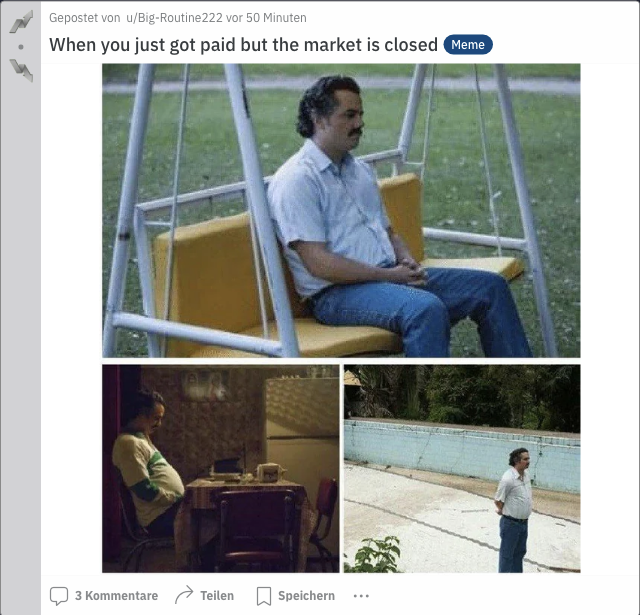 Gepostet von u/Big-Routine222 vor 50 Minuten
When you just got paid but the market is closed Meme
3 Kommentare Teilen Speichern